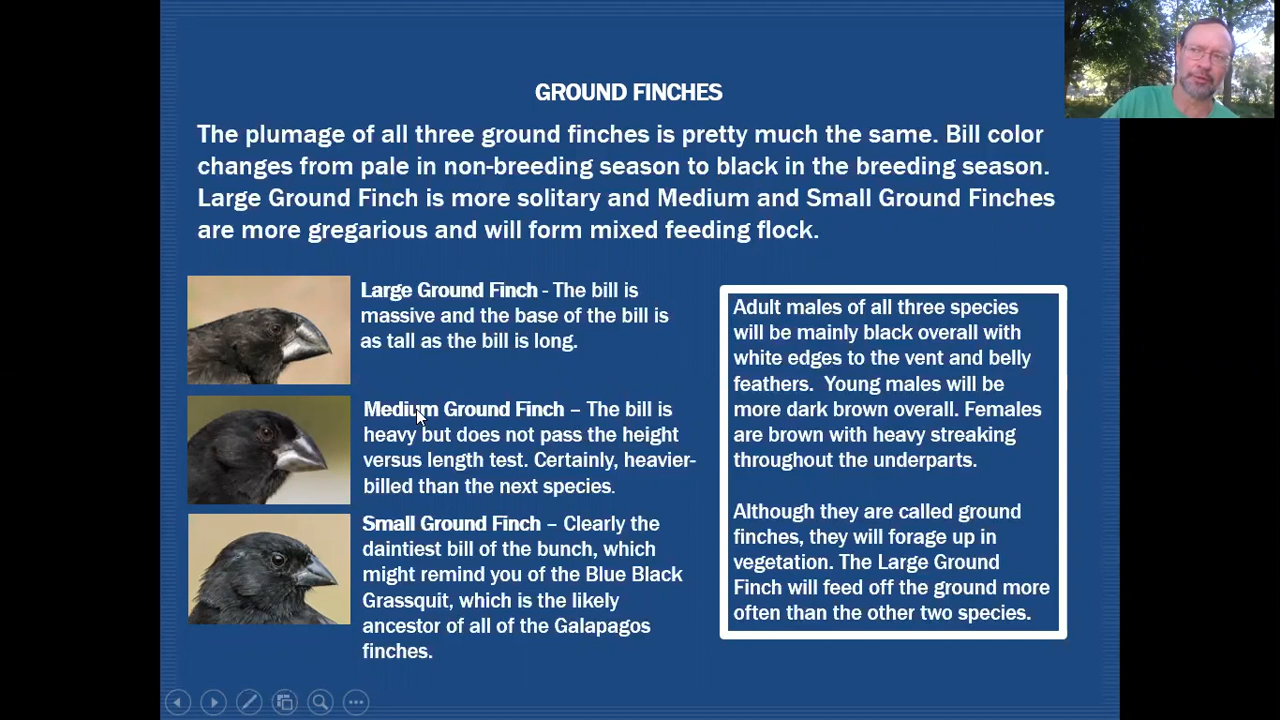 GROUND FINCHES
The plumage of all three ground finches is pretty much the same. Bill color
changes from pale in non-beeding season to black in the breeding season.
Large Ground Finch is more solitary and Medium and Small Ground Finches
are more gregarious and will form mixed feeding flock.
Large Ground Finch - The bill is
massive and the base of the bill is
as tall as the bill is long.
Medium Ground Finch – The bill is
heavy but does not pass the height
versus length test. Certainly, heavier-
billed than the next species.
Small Ground Finch – Clearly the
daintiest bill of the bunch, which
might remind you of the Blue Black
Grassquit, which is the likely
ancestor of all of the Galapagos
finches.
Adult males of all three species
will be mainly black overall with
white edges to the vent and belly
feathers. Young males will be
more dark brown overall. Females
are brown with heavy streaking
throughout the underparts.
Although they are called ground
finches, they will forage up in
vegetation. The Large Ground
Finch will feed off the ground more
often than the other two species.